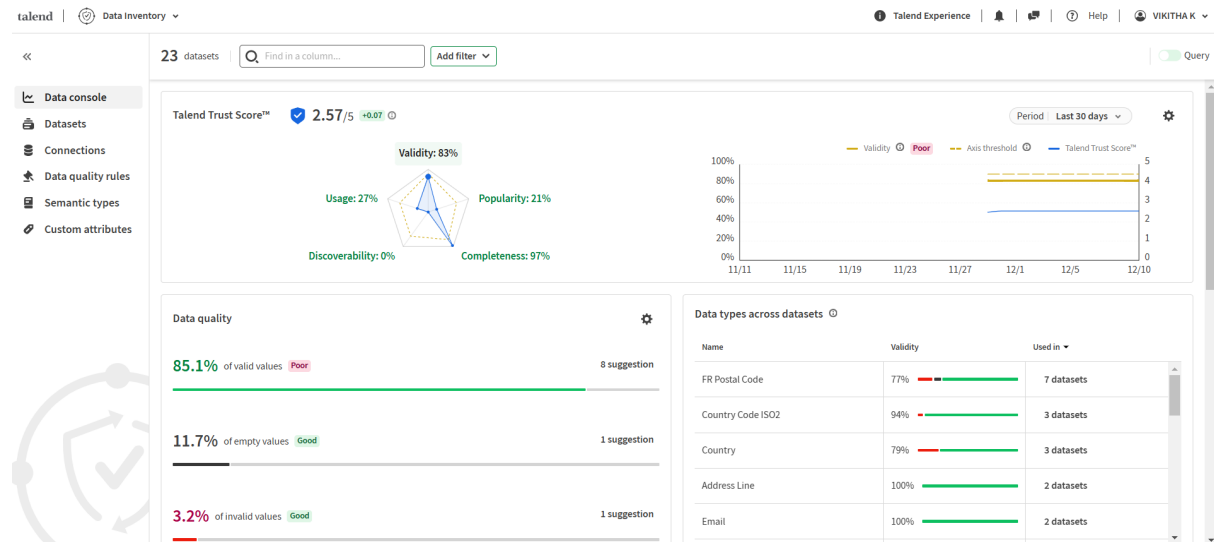 talend Data Inventory Talend Experience Help VIKITHA K
23 datasets Find in a column... Add filter Query
Data console
Datasets
Connections
Data quality rules
Semantic types
Custom attributes
Talend Trust Score™ 2.57/5 +0.07
Period Last 30 days
Validity: 83%
Usage: 27%
Popularity: 21%
Discoverability: 0%
Completeness: 97%
Validity Poor Axis threshold Talend Trust Score™
100% 5
80% 4
60% 3
40% 2
20% 1
0% 0
11/11 11/15 11/19 11/23 11/27 12/1 12/5 12/10
Data quality
85.1% of valid values Poor 8 suggestion
11.7% of empty values Good 1 suggestion
3.2% of invalid values Good 1 suggestion
Data types across datasets
Name Validity Used in
FR Postal Code 77% 7 datasets
Country Code ISO2 94% 3 datasets
Country 79% 3 datasets
Address Line 100% 2 datasets
Email 100% 2 datasets